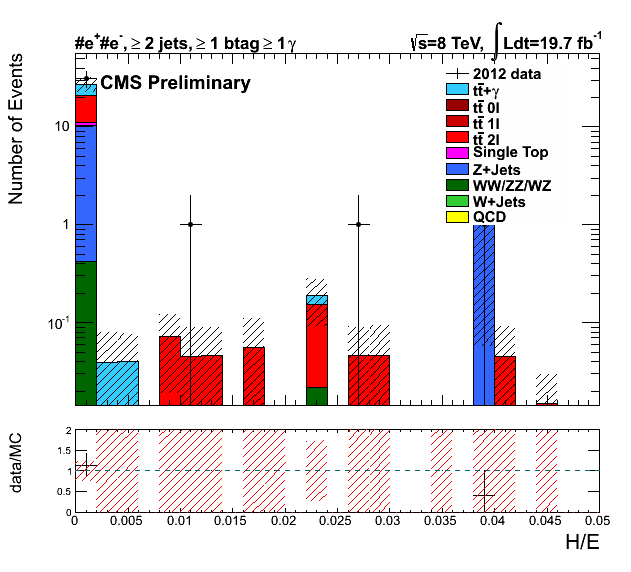 #e⁺#e⁻, ≥ 2 jets, ≥ 1 btag ≥ 1 γ
√s=8 TeV, ∫ Ldt=19.7 fb⁻¹
CMS Preliminary
2012 data
tt̄+γ
tt̄ 0l
tt̄ 1l
tt̄ 2l
Single Top
Z+Jets
WW/ZZ/WZ
W+Jets
QCD
Number of Events
10
1
10⁻¹
data/MC
2
1.5
1
0.5
0
0 0.005 0.01 0.015 0.02 0.025 0.03 0.035 0.04 0.045 0.05
H/E